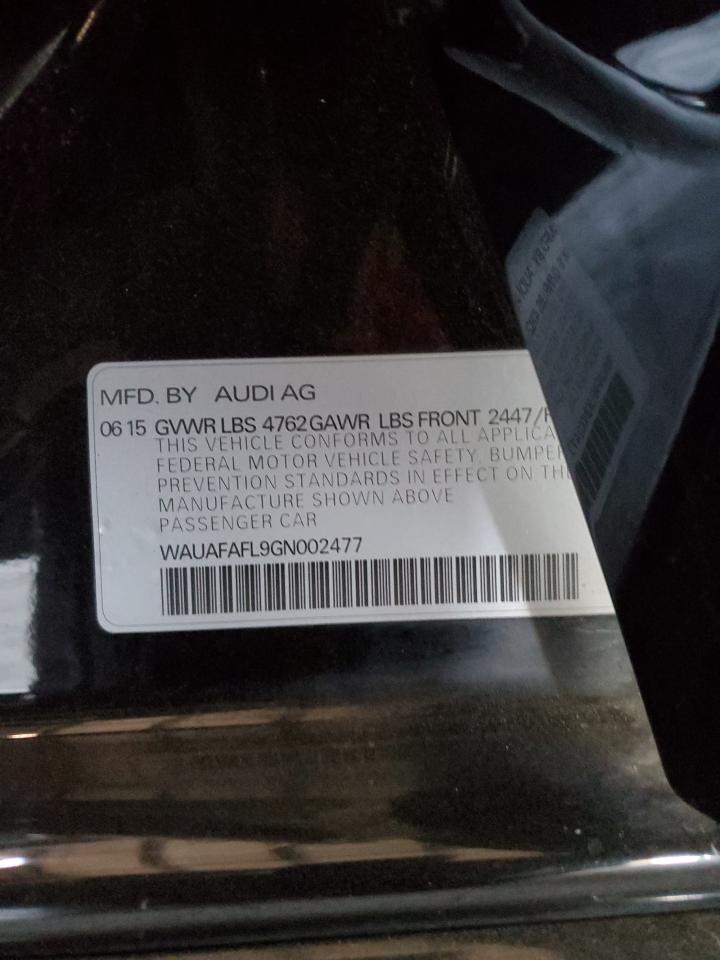 MFD. BY AUDI AG
06 15 GVWR LBS 4762 GAWR LBS FRONT 2447/
THIS VEHICLE CONFORMS TO ALL APPLICA
FEDERAL MOTOR VEHICLE SAFETY, BUMPER
PREVENTION STANDARDS IN EFFECT ON THE
MANUFACTURE SHOWN ABOVE
PASSENGER CAR
WAUAFAFL9GN002477